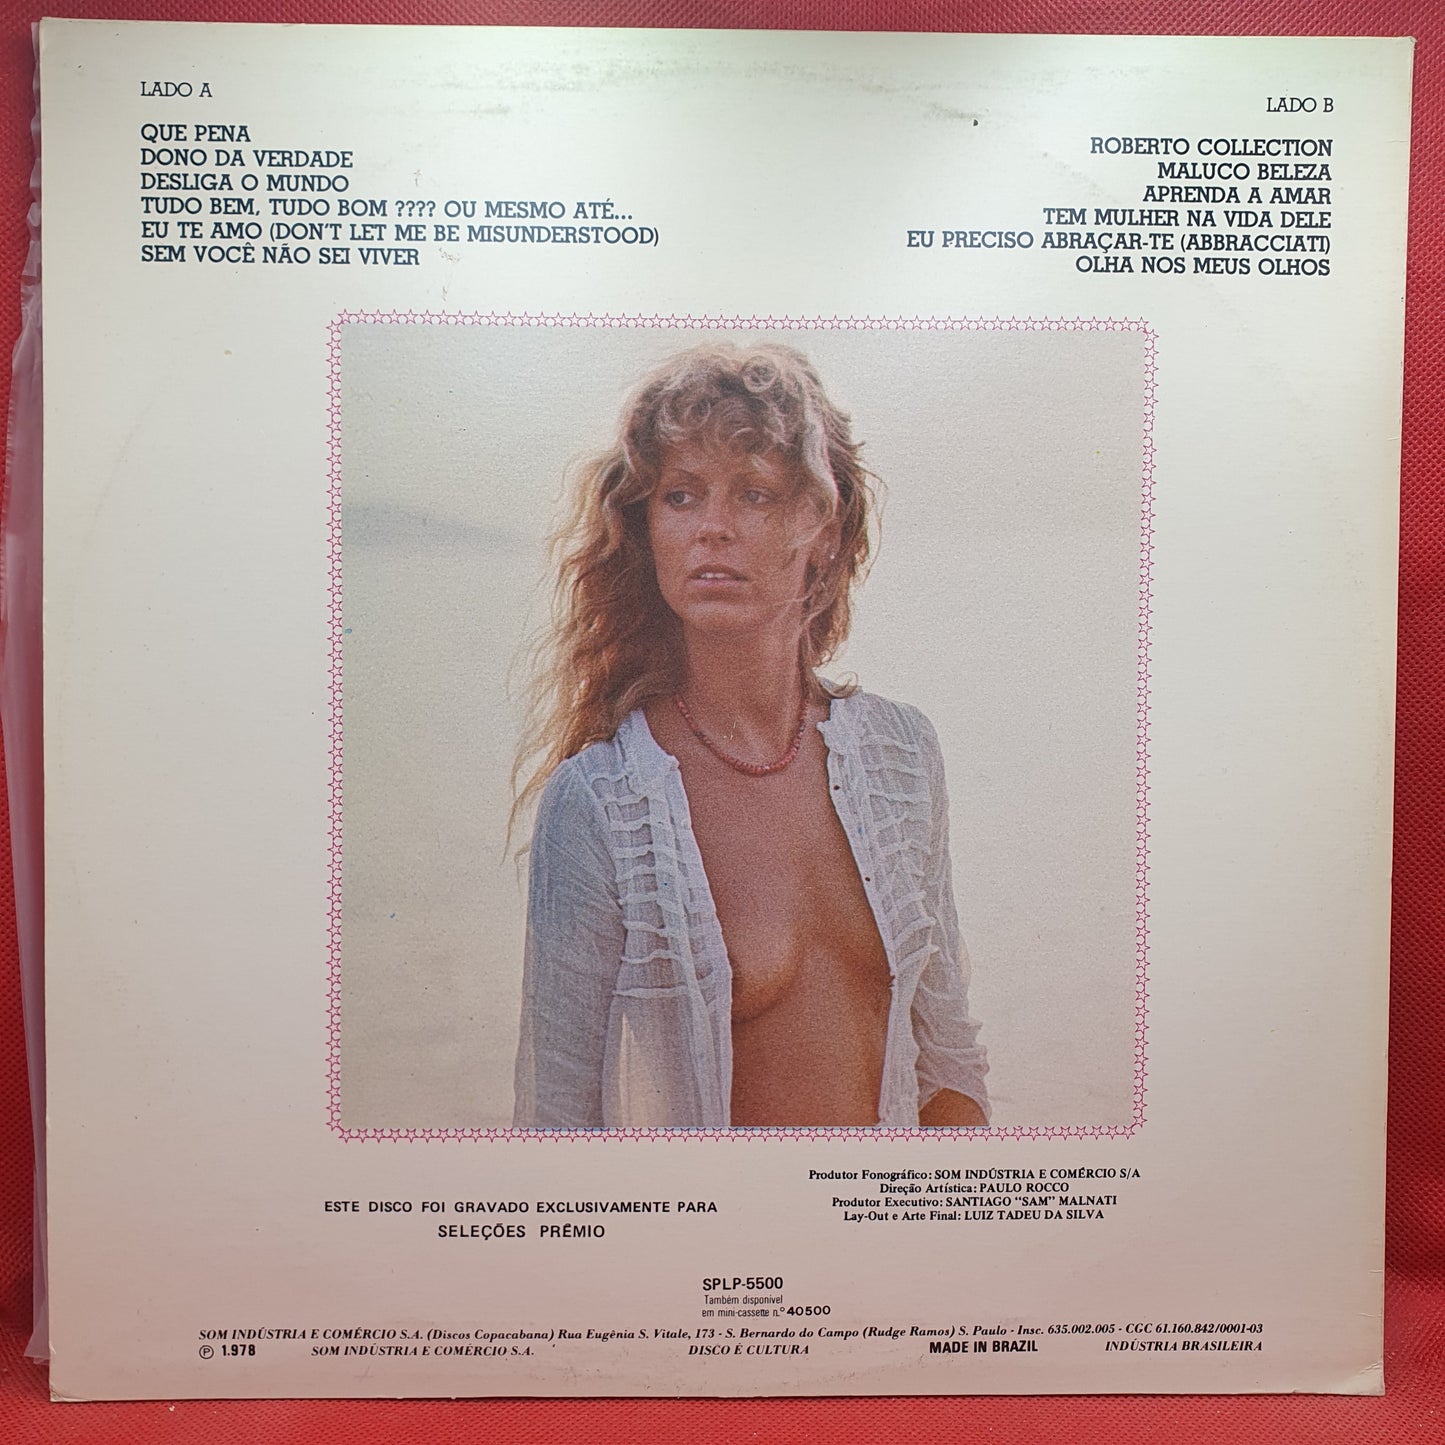 LADO A
QUE PENA
DONO DA VERDADE
DESLIGA O MUNDO
TUDO BEM, TUDO BOM ???? OU MESMO ATÉ...
EU TE AMO (DON'T LET ME BE MISUNDERSTOOD)
SEM VOCÊ NÃO SEI VIVER
LADO B
ROBERTO COLLECTION
MALUCO BELEZA
APRENDA A AMAR
TEM MULHER NA VIDA DELE
EU PRECISO ABRAÇAR-TE (ABBRACCIATI)
OLHA NOS MEUS OLHOS
Produtor Fonográfico: SOM INDÚSTRIA E COMÉRCIO S/A
Direção Artística: PAULO ROCCO
Produtor Executivo: SANTIAGO "SAM" MALNATI
Lay-Out e Arte Final: LUIZ TADEU DA SILVA
ESTE DISCO FOI GRAVADO EXCLUSIVAMENTE PARA
SELEÇÕES PRÊMIO
SPLP-5500
Também disponível
em mini-cassette n.º 40500
SOM INDÚSTRIA E COMÉRCIO S.A. (Discos Copacabana) Rua Eugênia S. Vitale, 173 - S. Bernardo do Campo (Rudge Ramos) S. Paulo - Insc. 635.002.005 - CGC 61.160.842/0001-03
℗ 1.978 SOM INDÚSTRIA E COMÉRCIO S.A. DISCO É CULTURA MADE IN BRAZIL INDÚSTRIA BRASILEIRA